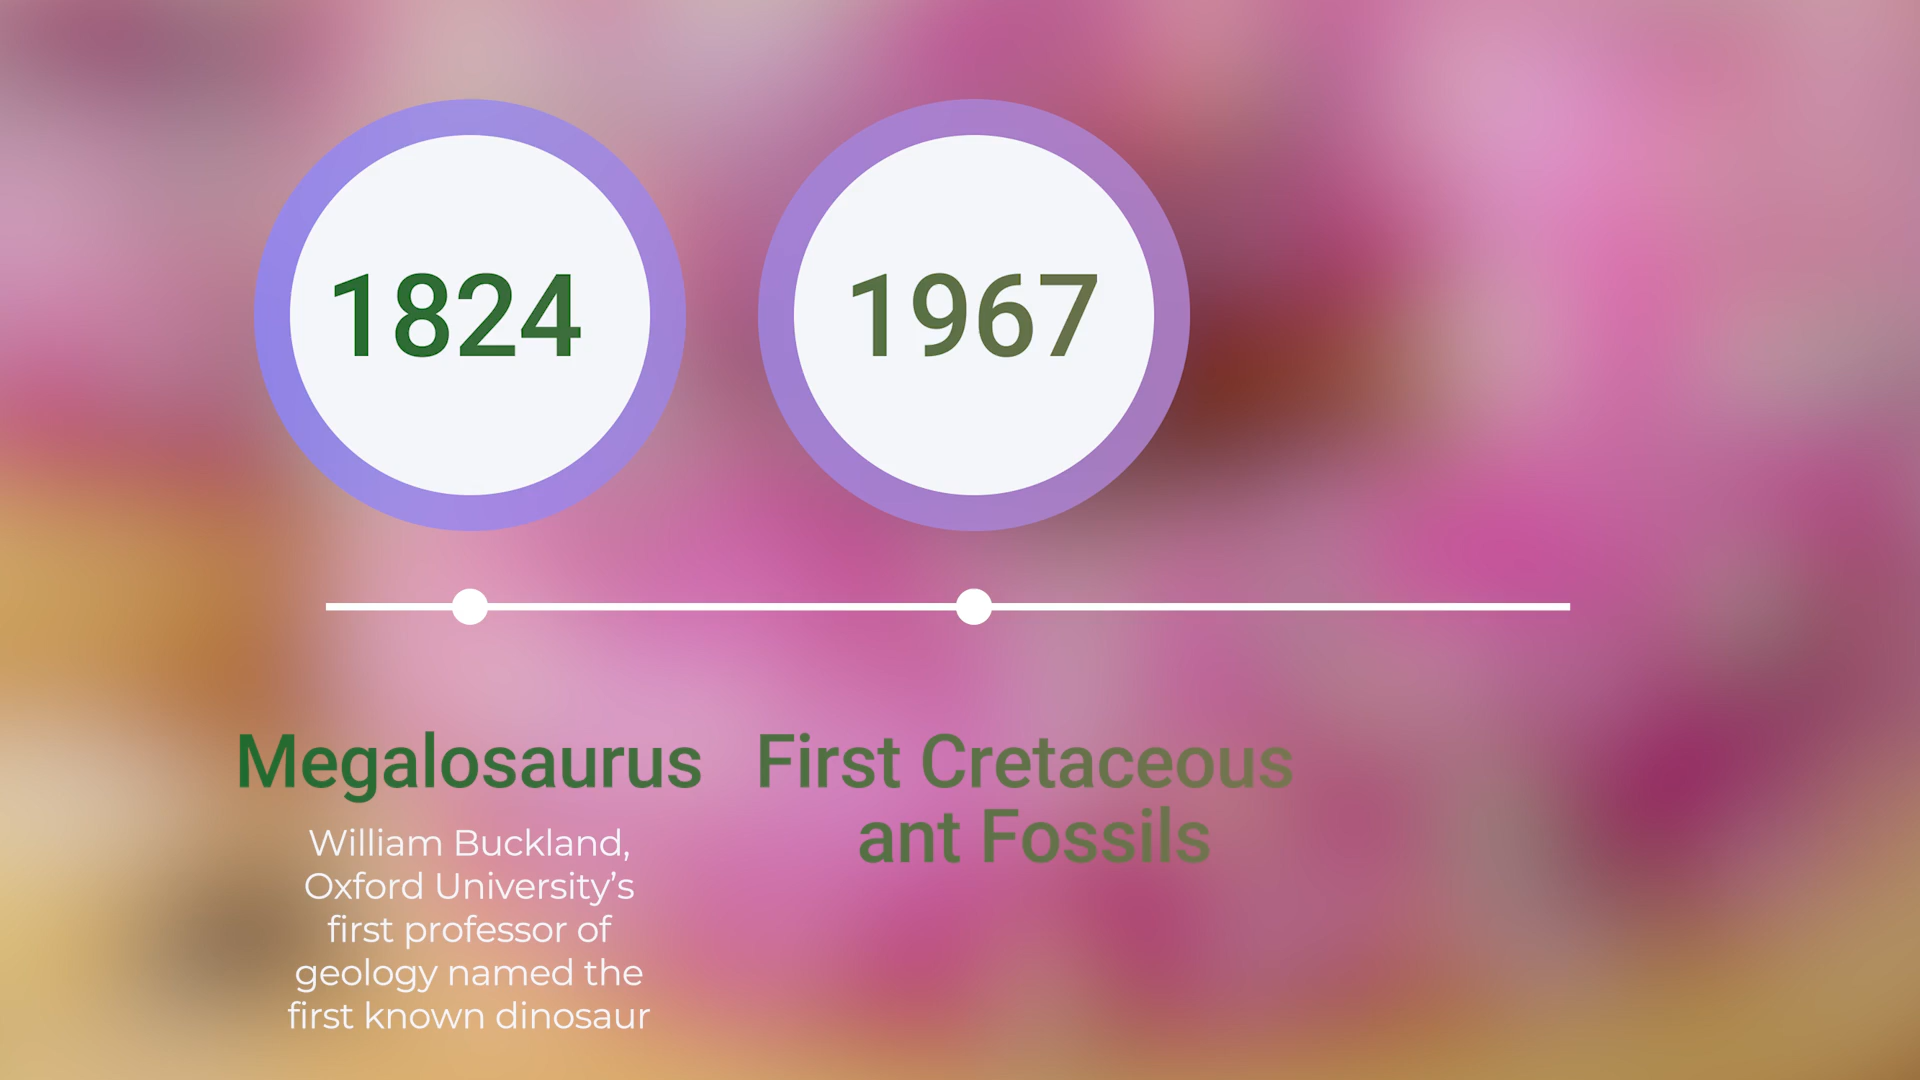 1824
1967
Megalosaurus
William Buckland,
Oxford University’s
first professor of
geology named the
first known dinosaur
First Cretaceous
ant Fossils